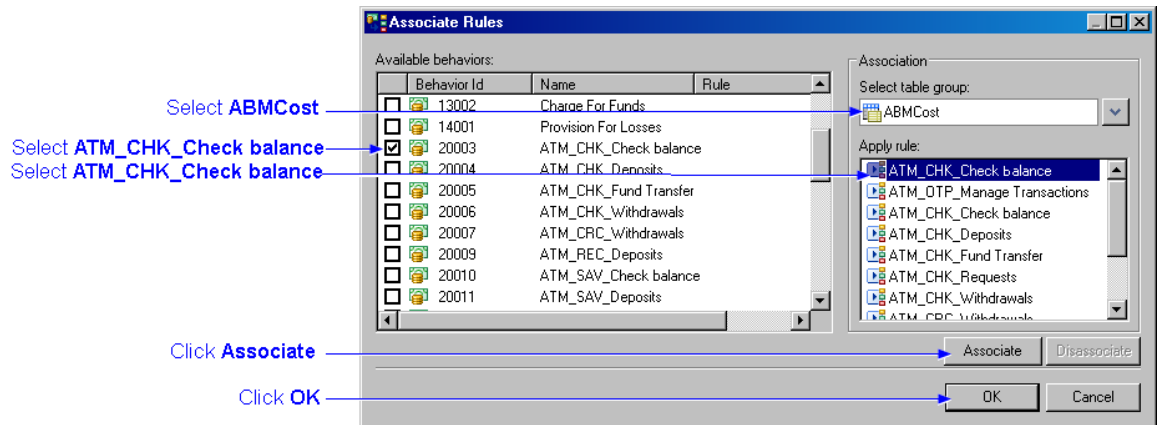 Associate Rules
Available behaviors:
Behavior Id Name Rule
13002 Charge For Funds
14001 Provision For Losses
20003 ATM_CHK_Check balance
20004 ATM_CHK_Deposits
20005 ATM_CHK_Fund Transfer
20006 ATM_CHK_Withdrawals
20007 ATM_CRC_Withdrawals
20009 ATM_REC_Deposits
20010 ATM_SAV_Check balance
20011 ATM_SAV_Deposits
Association
Select table group:
ABMCost
Apply rule:
ATM_CHK_Check balance
ATM_OTP_Manage Transactions
ATM_CHK_Check balance
ATM_CHK_Deposits
ATM_CHK_Fund Transfer
ATM_CHK_Requests
ATM_CHK_Withdrawals
ATM_CRC_Withdrawals
Associate Disassociate
OK Cancel
Select ABMCost
Select ATM_CHK_Check balance
Select ATM_CHK_Check balance
Click Associate
Click OK